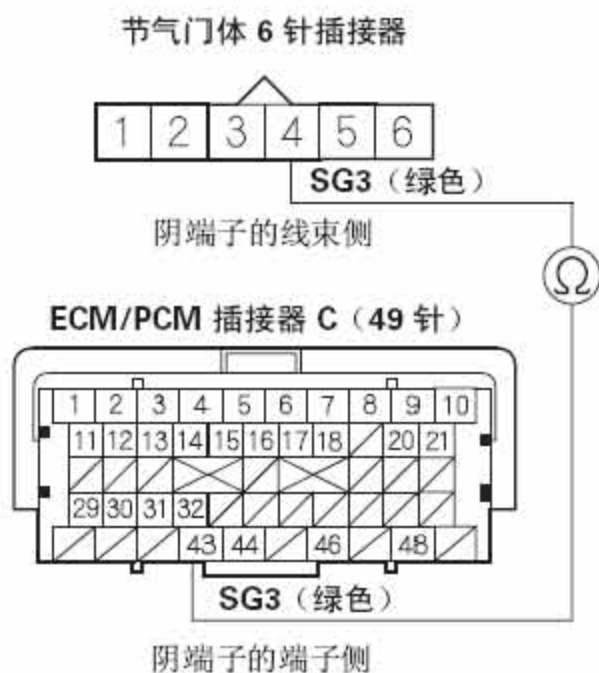 节气门体 6 针插接器
1 2 3 4 5 6
SG3（绿色）
阴端子的线束侧
Ω
ECM/PCM 插接器 C（49 针）
1 2 3 4 5 6 7 8 9 10
11 12 13 14 15 16 17 18 20 21
29 30 31 32
43 44 46 48
SG3（绿色）
阴端子的端子侧